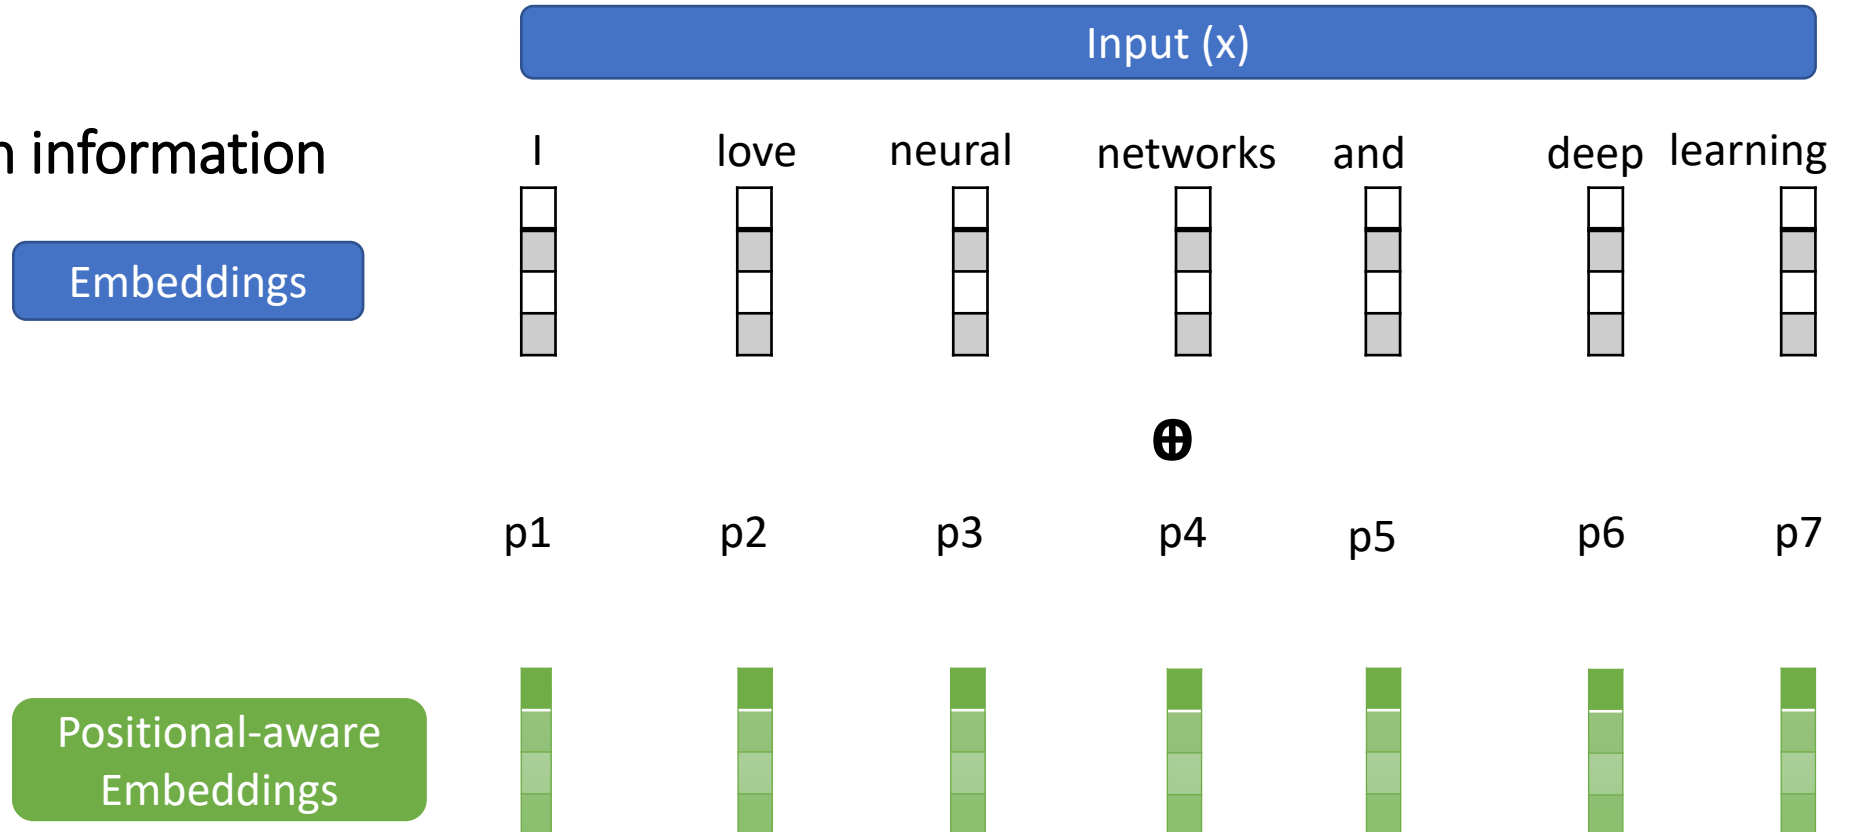 Input (x)
n information
I love neural networks and deep learning
Embeddings
⊕
p1 p2 p3 p4 p5 p6 p7
Positional-aware
Embeddings